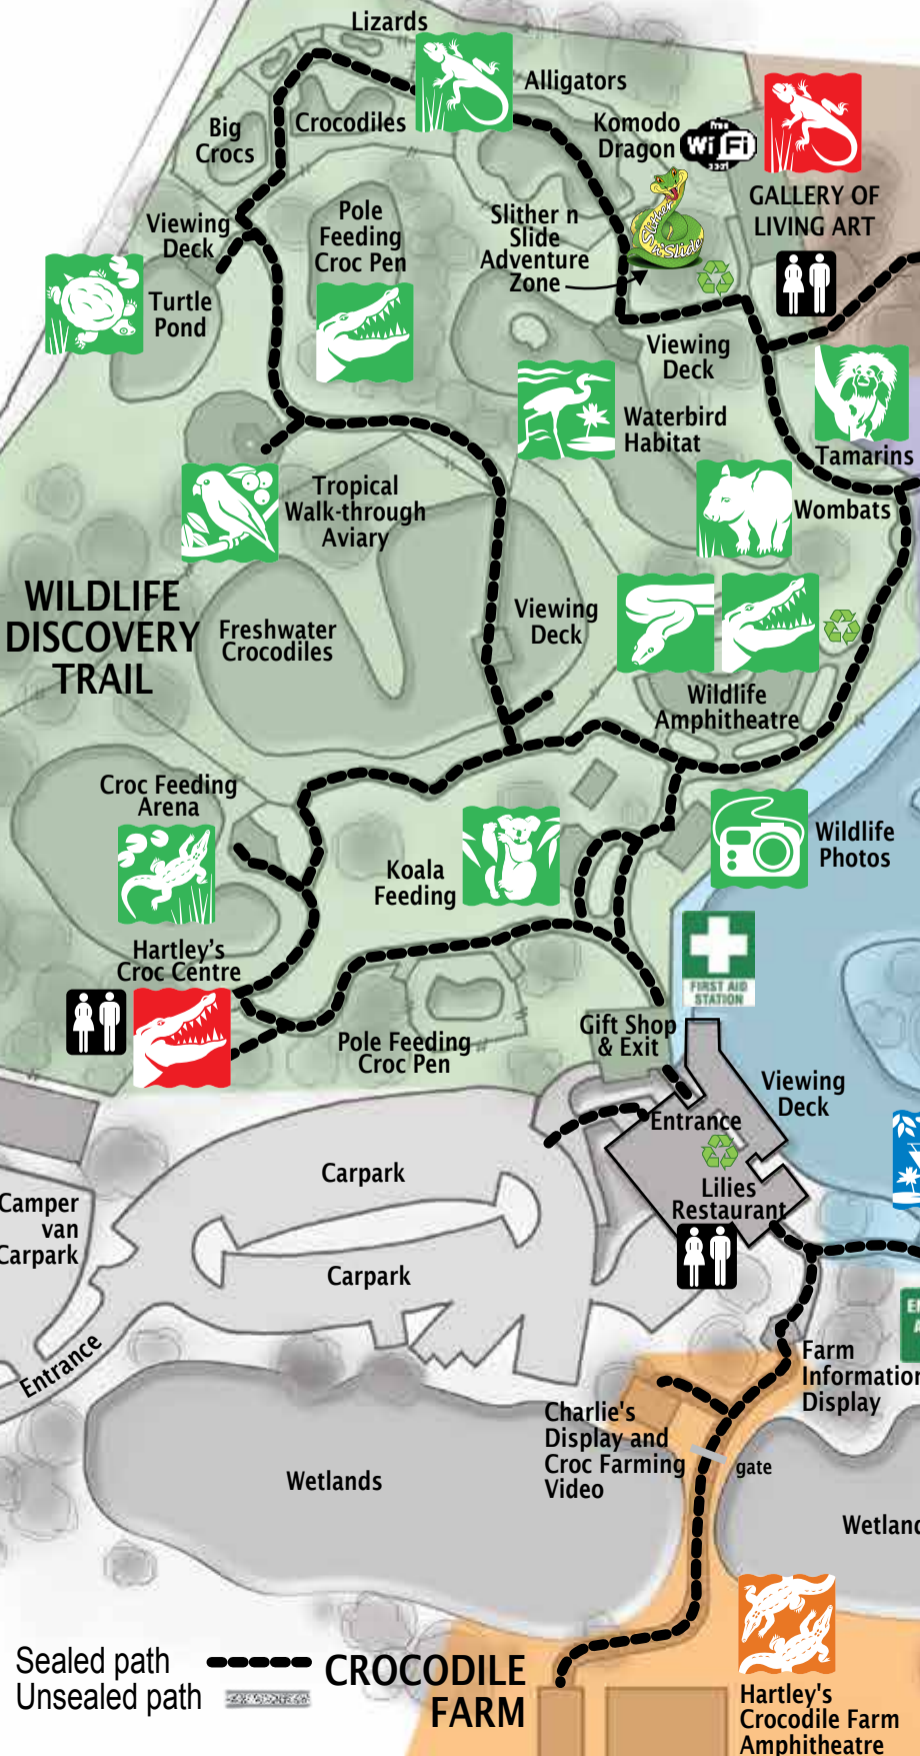 Lizards
Alligators
Big
Crocs
Crocodiles
Komodo
Dragon
free
WiFi
GALLERY OF
LIVING ART
Viewing
Deck
Pole
Feeding
Croc Pen
Slither n
Slide
Adventure
Zone
Slither
n Slide
Turtle
Pond
Viewing
Deck
Waterbird
Habitat
Tamarins
Tropical
Walk-through
Aviary
Wombats
WILDLIFE
DISCOVERY
TRAIL
Freshwater
Crocodiles
Viewing
Deck
Wildlife
Amphitheatre
Croc Feeding
Arena
Koala
Feeding
Wildlife
Photos
Hartley's
Croc Centre
FIRST AID
STATION
Pole Feeding
Croc Pen
Gift Shop
& Exit
Viewing
Deck
Entrance
Carpark
Lilies
Restaurant
Camper
van
Carpark
Carpark
Entrance
Farm
Information
Display
Charlie's
Display and
Croc Farming
Video
gate
Wetlands
Wetland
Sealed path
Unsealed path
CROCODILE
FARM
Hartley's
Crocodile Farm
Amphitheatre